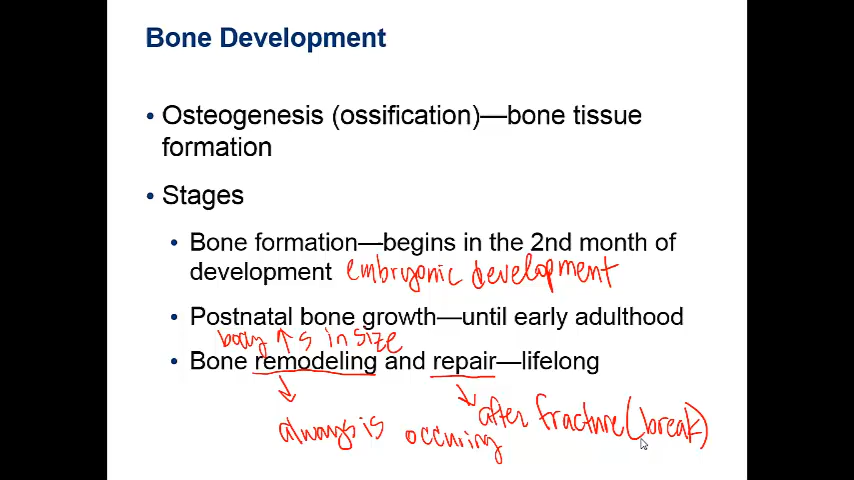 Bone Development
• Osteogenesis (ossification)—bone tissue
formation
• Stages
• Bone formation—begins in the 2nd month of
development embryonic development
• Postnatal bone growth—until early adulthood
body ↑s in size
• Bone remodeling and repair—lifelong
always is occuring
after fracture (break)